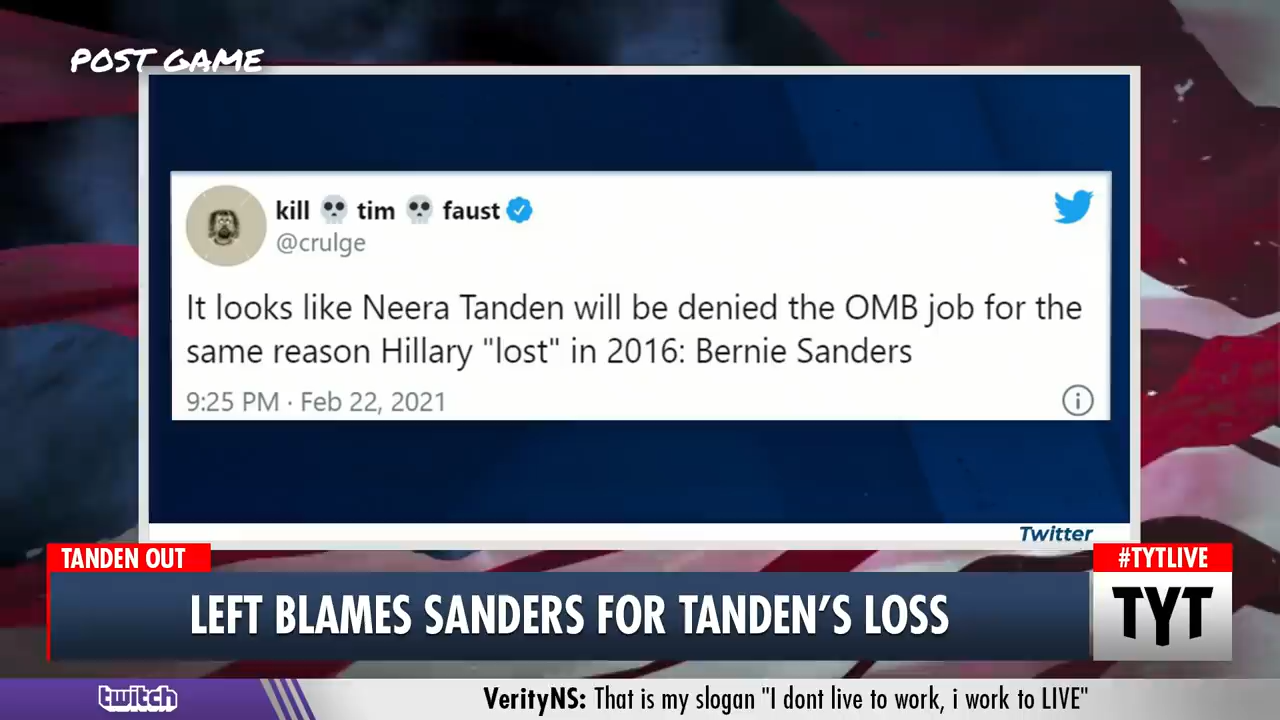 POST GAME
kill 💀 tim 💀 faust
@crulge
It looks like Neera Tanden will be denied the OMB job for the
same reason Hillary "lost" in 2016: Bernie Sanders
9:25 PM · Feb 22, 2021
Twitter
TANDEN OUT
#TYTLIVE
LEFT BLAMES SANDERS FOR TANDEN’S LOSS
TYT
twitch
VerityNS: That is my slogan "I dont live to work, i work to LIVE"